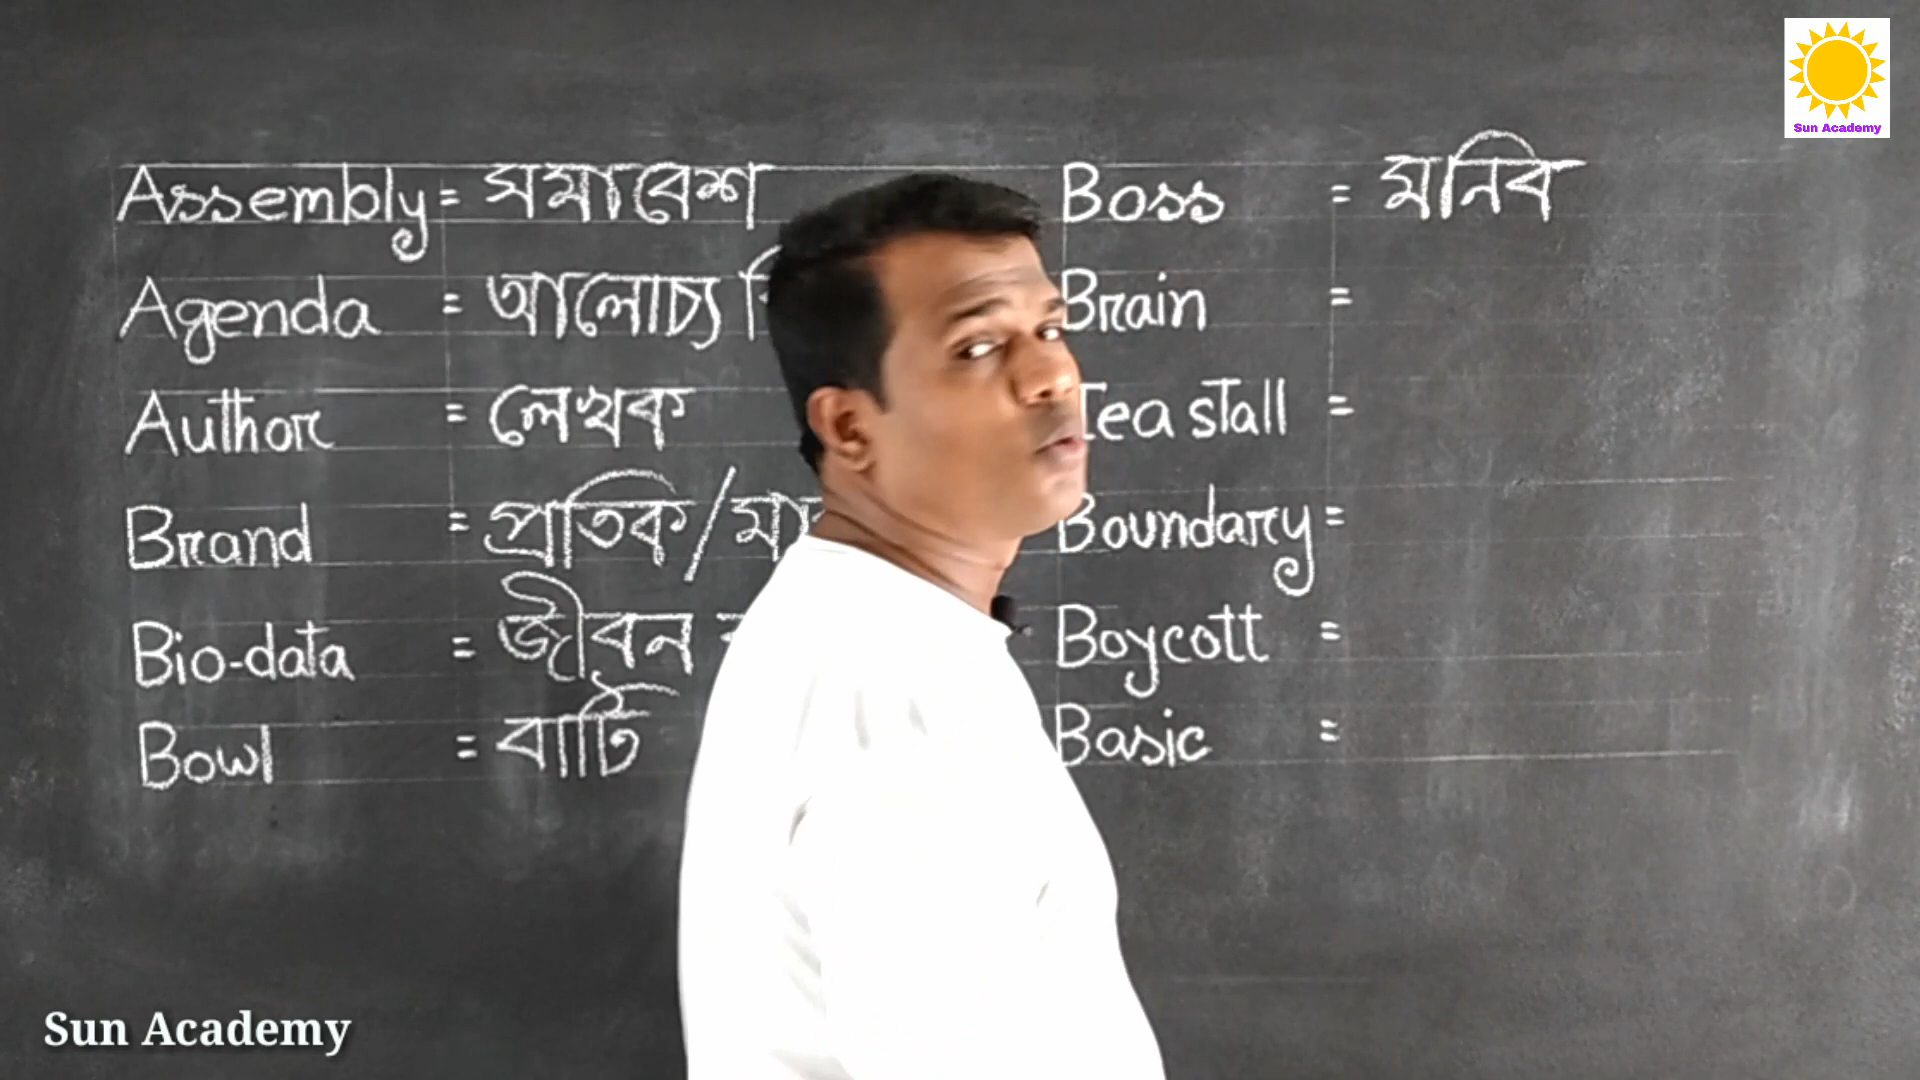 Sun Academy
Assembly = সমাবেশ
Agenda = আলোচ্য
Author = লেখক
Brand = প্রতিক/
Bio-data = জীবন
Bowl = বাটি
Boss = মনিব
Brain =
Tea stall =
Boundary =
Boycott =
Basic =
Sun Academy